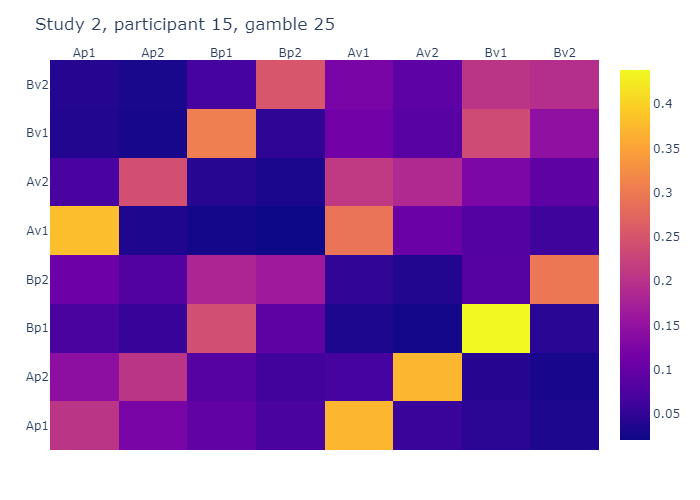 Study 2, participant 15, gamble 25
Ap1 Ap2 Bp1 Bp2 Av1 Av2 Bv1 Bv2
Bv2
Bv1
Av2
Av1
Bp2
Bp1
Ap2
Ap1
0.4
0.35
0.3
0.25
0.2
0.15
0.1
0.05